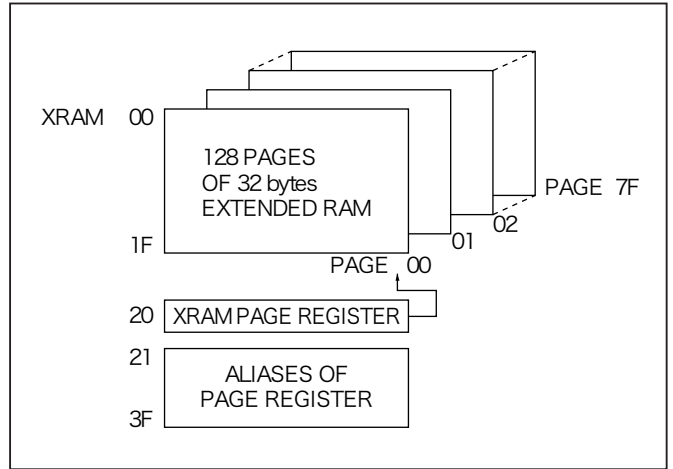 XRAM 00
128 PAGES
OF 32 bytes
EXTENDED RAM
PAGE 7F
02
01
1F
PAGE 00
20 XRAM PAGE REGISTER
21
ALIASES OF
PAGE REGISTER
3F